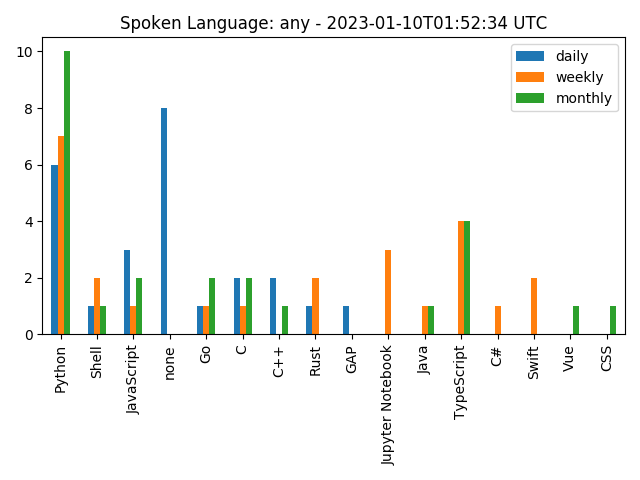 Spoken Language: any - 2023-01-10T01:52:34 UTC
daily
weekly
monthly
10
8
6
4
2
0
Python
Shell
JavaScript
none
Go
C
C++
Rust
GAP
Jupyter Notebook
Java
TypeScript
C#
Swift
Vue
CSS